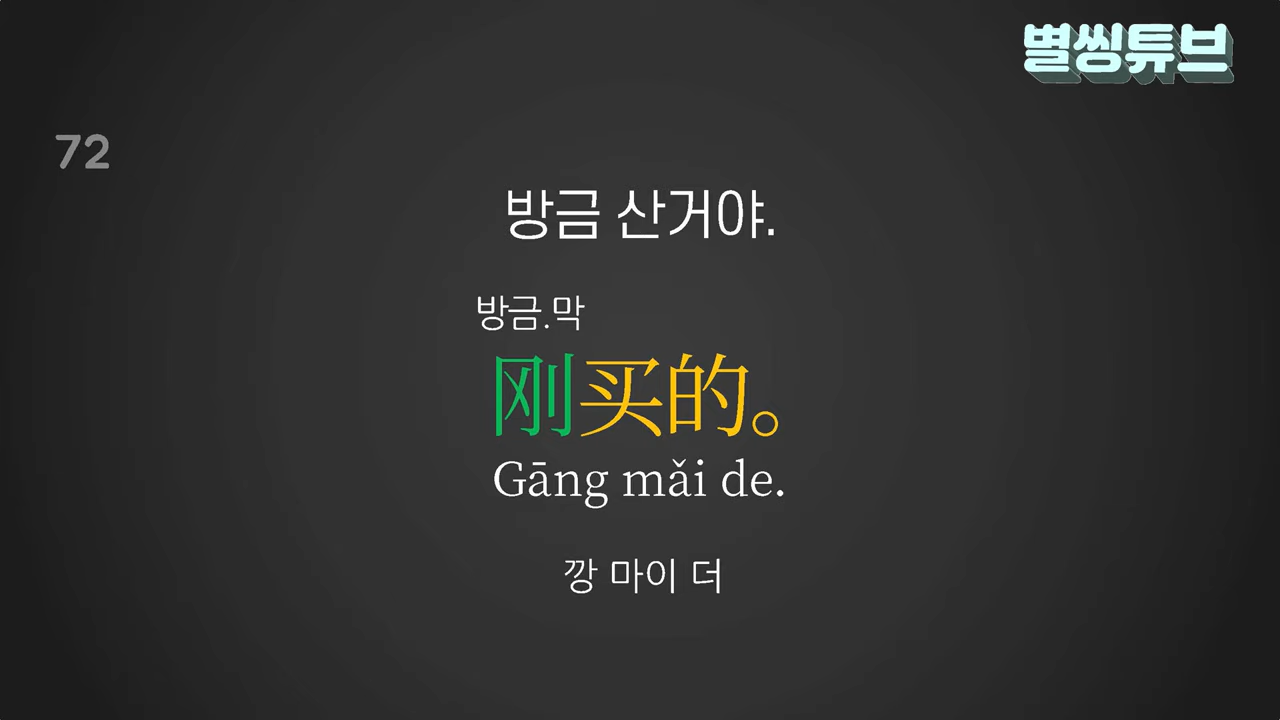 별씽튜브
72
방금 산거야.
방금.막
刚买的。
Gāng mǎi de.
깡 마이 더